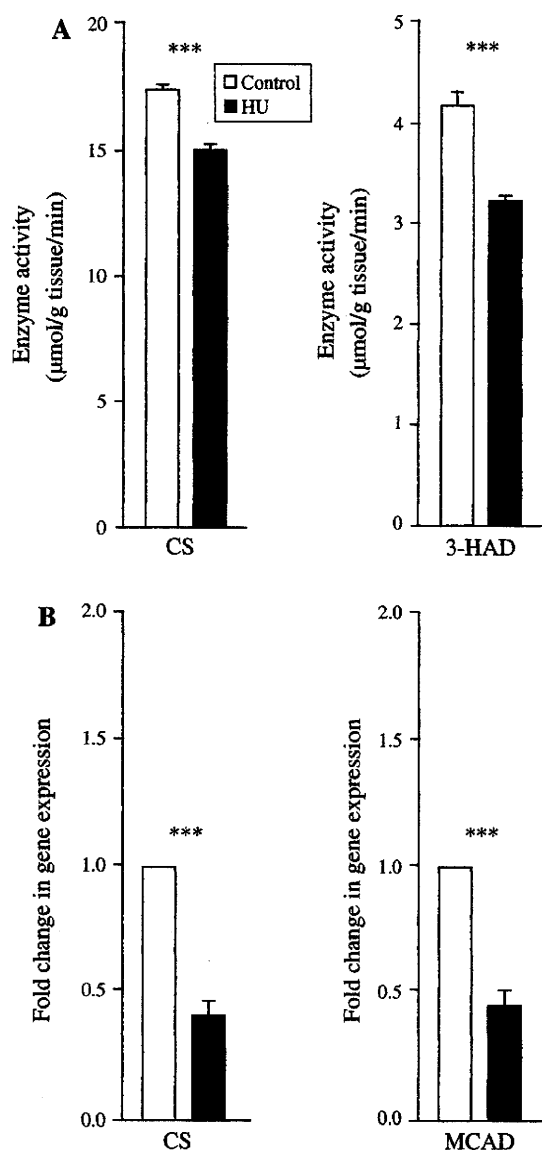 A
20
15
10
5
0
Enzyme activity
(µmol/g tissue/min)
***
CS
Control
HU
5
4
3
2
1
0
Enzyme activity
(µmol/g tissue/min)
***
3-HAD
B
2.0
1.5
1.0
0.5
0.0
Fold change in gene expression
***
CS
2.0
1.5
1.0
0.5
0.0
Fold change in gene expression
***
MCAD